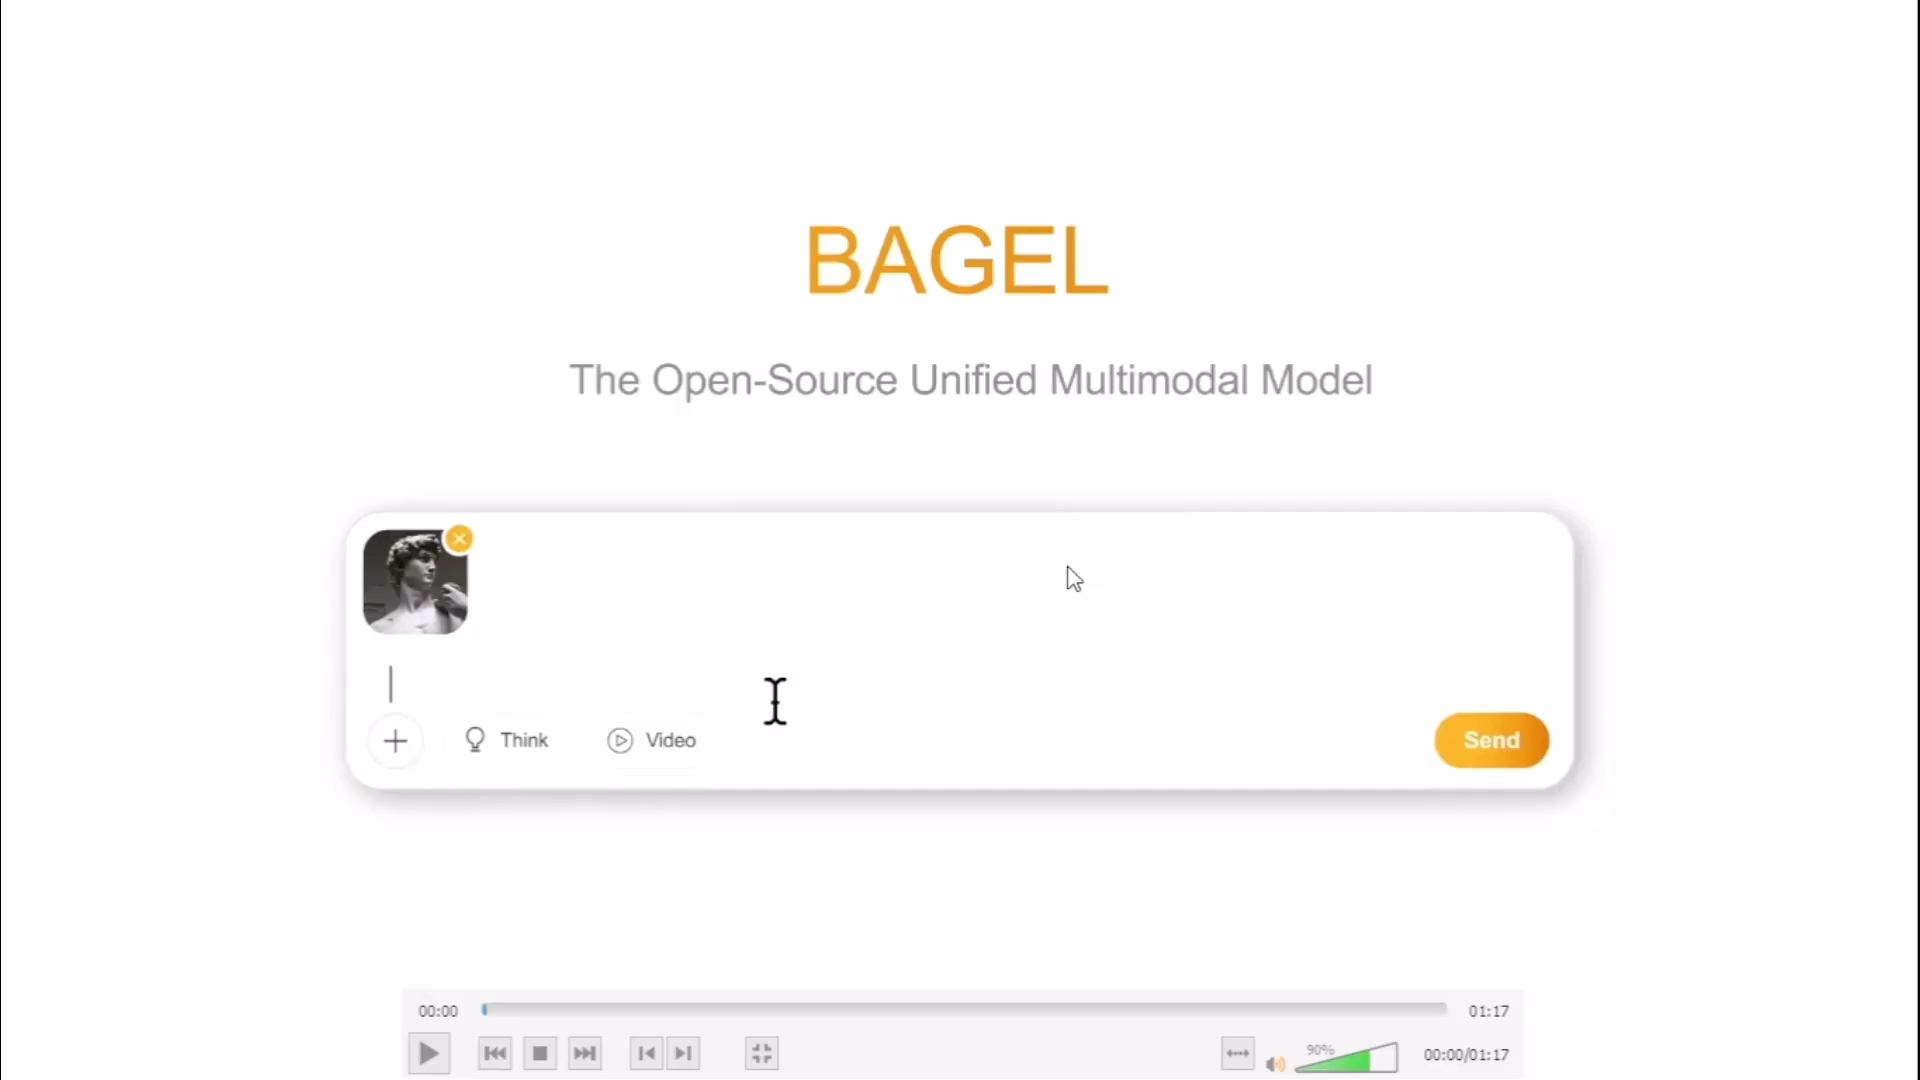 BAGEL
The Open-Source Unified Multimodal Model
Think
Video
Send
00:00
01:17
90%
00:00/01:17